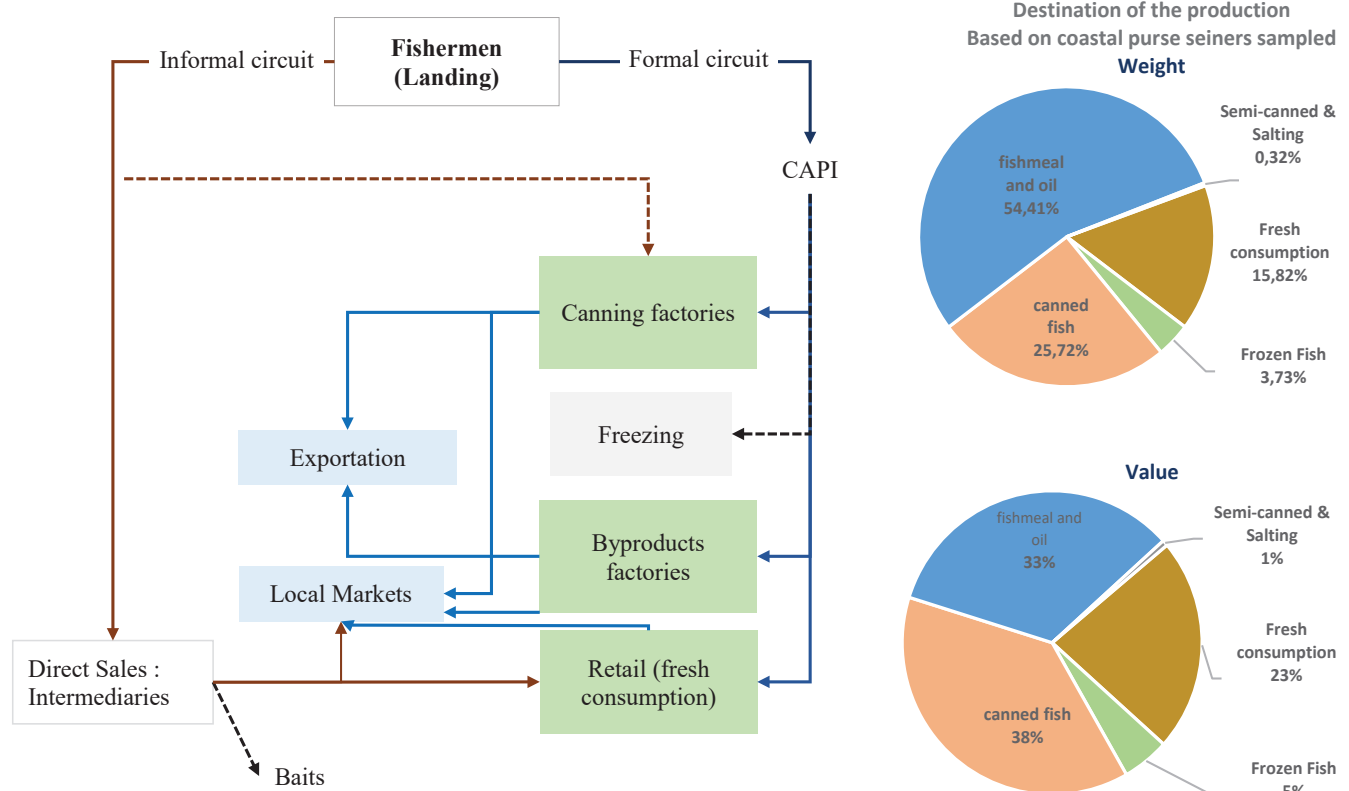 Fishermen
(Landing)
Informal circuit
Formal circuit
CAPI
Canning factories
Freezing
Exportation
Byproducts
factories
Local Markets
Direct Sales :
Intermediaries
Retail (fresh
consumption)
Baits
Destination of the production
Based on coastal purse seiners sampled
Weight
Semi-canned &
Salting
0,32%
fishmeal
and oil
54,41%
Fresh
consumption
15,82%
canned
fish
25,72%
Frozen Fish
3,73%
Value
fishmeal and
oil
33%
Semi-canned &
Salting
1%
Fresh
consumption
23%
canned fish
38%
Frozen Fish
5%